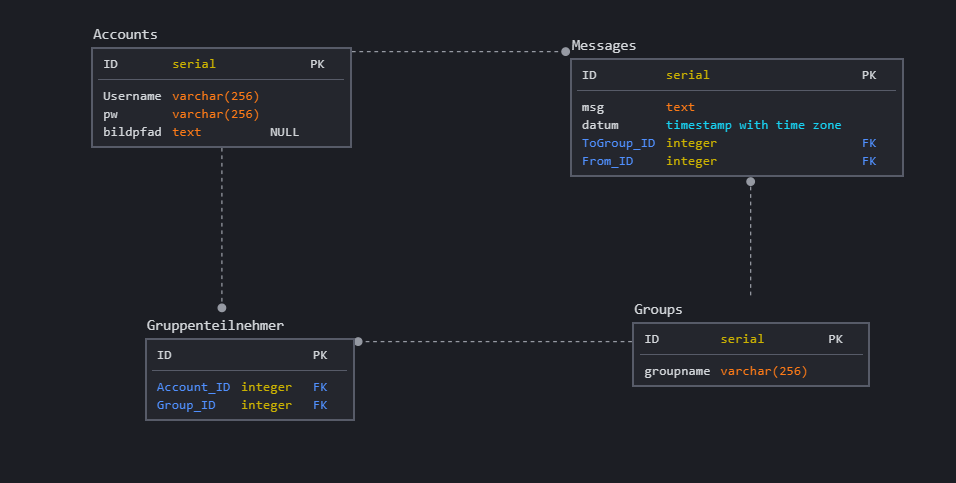 Accounts
ID serial PK
Username varchar(256)
pw varchar(256)
bildpfad text NULL
Messages
ID serial PK
msg text
datum timestamp with time zone
ToGroup_ID integer FK
From_ID integer FK
Gruppenteilnehmer
ID PK
Account_ID integer FK
Group_ID integer FK
Groups
ID serial PK
groupname varchar(256)